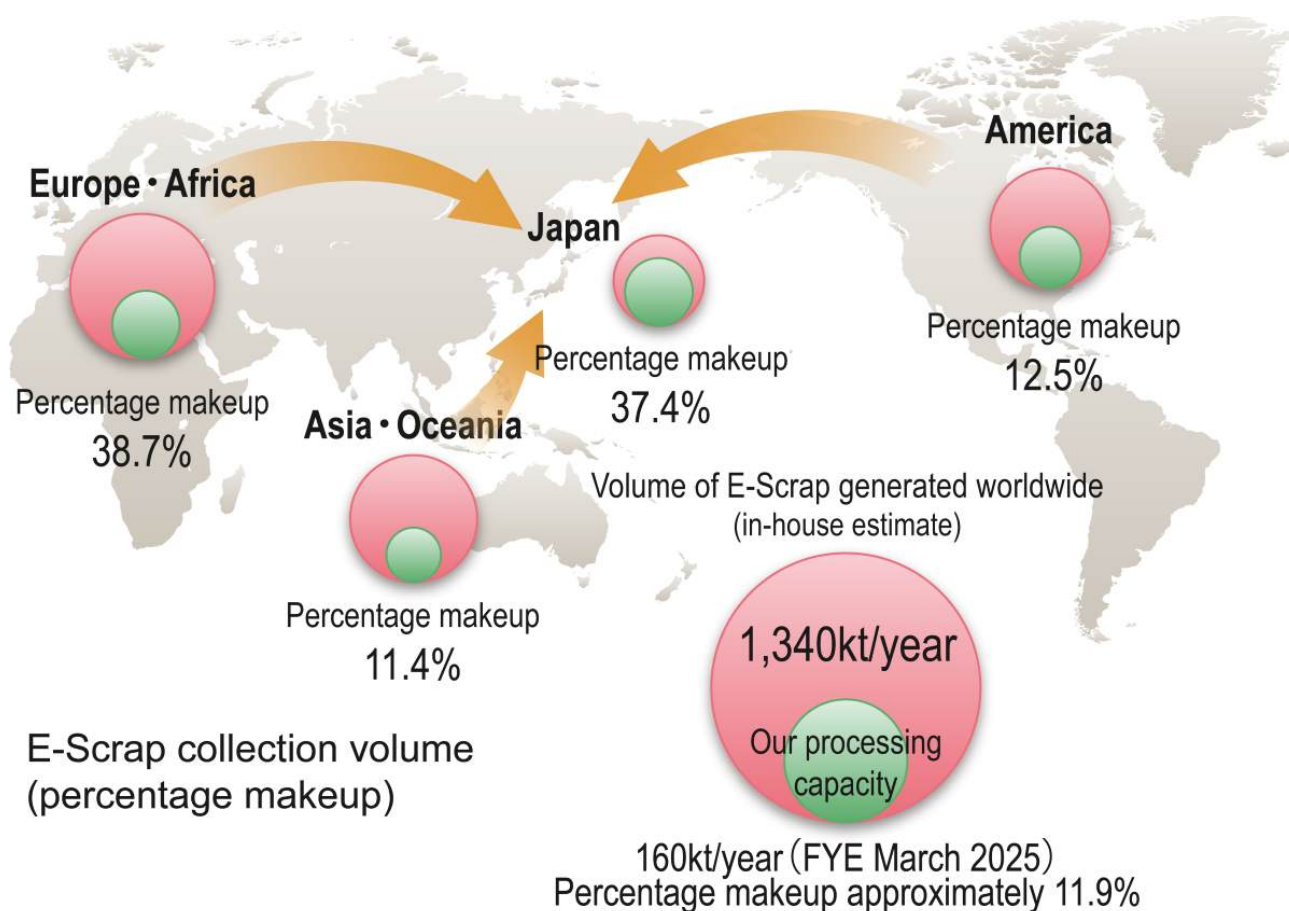 America
Europe・Africa
Japan
Percentage makeup
12.5%
Percentage makeup
37.4%
Percentage makeup
38.7%
Asia・Oceania
Percentage makeup
11.4%
Volume of E-Scrap generated worldwide
(in-house estimate)
1,340kt/year
Our processing
capacity
E-Scrap collection volume
(percentage makeup)
160kt/year（FYE March 2025）
Percentage makeup approximately 11.9%